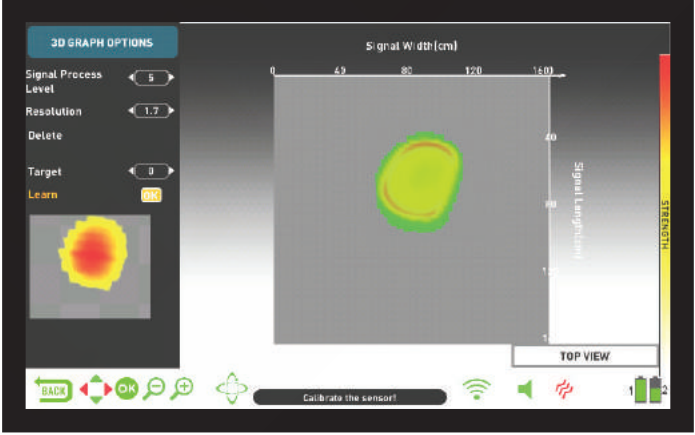 3D GRAPH OPTIONS
Signal Process
Level
5
Resolution
1.7
Delete
Target
0
Learn
OK
Signal Width(cm)
0 40 80 120 160
40
80
Signal Lenght(cm)
STRENGTH
TOP VIEW
BACK
OK
Calibrate the sensor!
1
2